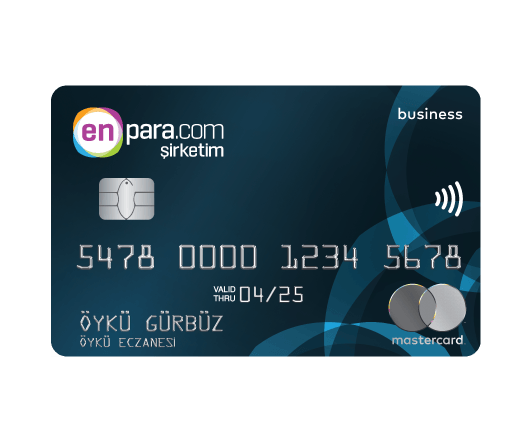 business
enpara.com
şirketim
5478 0000 1234 5678
VALID
THRU 04/25
ÖYKÜ GÜRBÜZ
ÖYKÜ ECZANESİ
mastercard